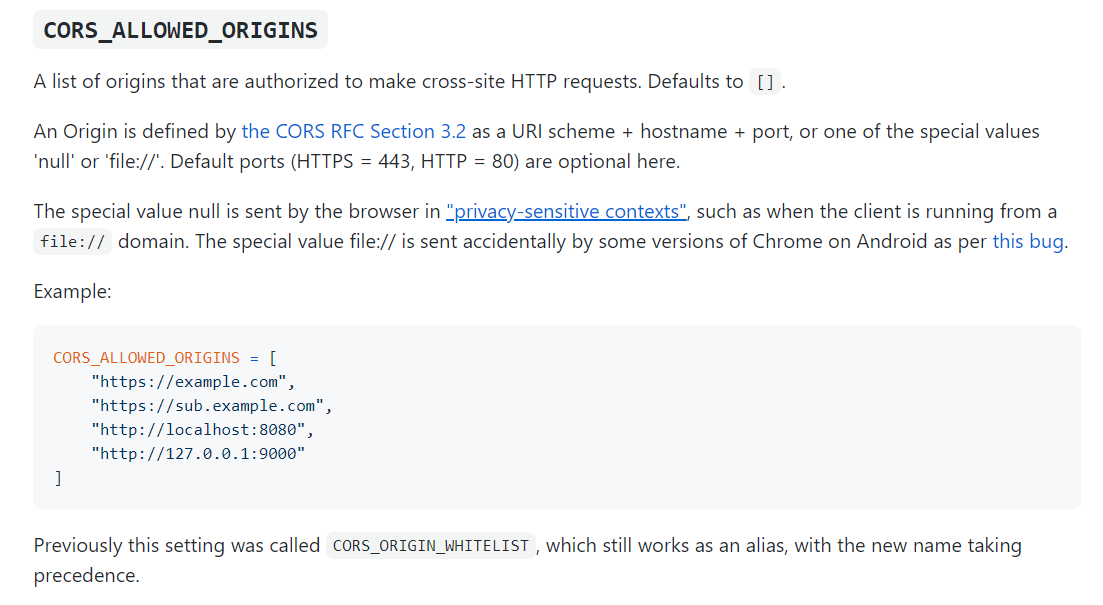 CORS_ALLOWED_ORIGINS
A list of origins that are authorized to make cross-site HTTP requests. Defaults to [].
An Origin is defined by the CORS RFC Section 3.2 as a URI scheme + hostname + port, or one of the special values
'null' or 'file://'. Default ports (HTTPS = 443, HTTP = 80) are optional here.
The special value null is sent by the browser in "privacy-sensitive contexts", such as when the client is running from a
file:// domain. The special value file:// is sent accidentally by some versions of Chrome on Android as per this bug.
Example:
CORS_ALLOWED_ORIGINS = [
    "https://example.com",
    "https://sub.example.com",
    "http://localhost:8080",
    "http://127.0.0.1:9000"
]
Previously this setting was called CORS_ORIGIN_WHITELIST, which still works as an alias, with the new name taking
precedence.